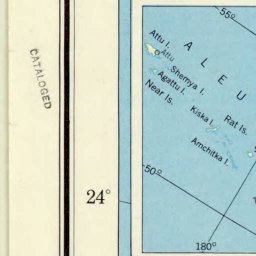 CATALOGED
55°
Attu I.
Attu
ALEU
Shemya I.
Agattu I.
Near Is.
Kiska I.
Rat Is.
Amchitka I.
50°
24°
180°